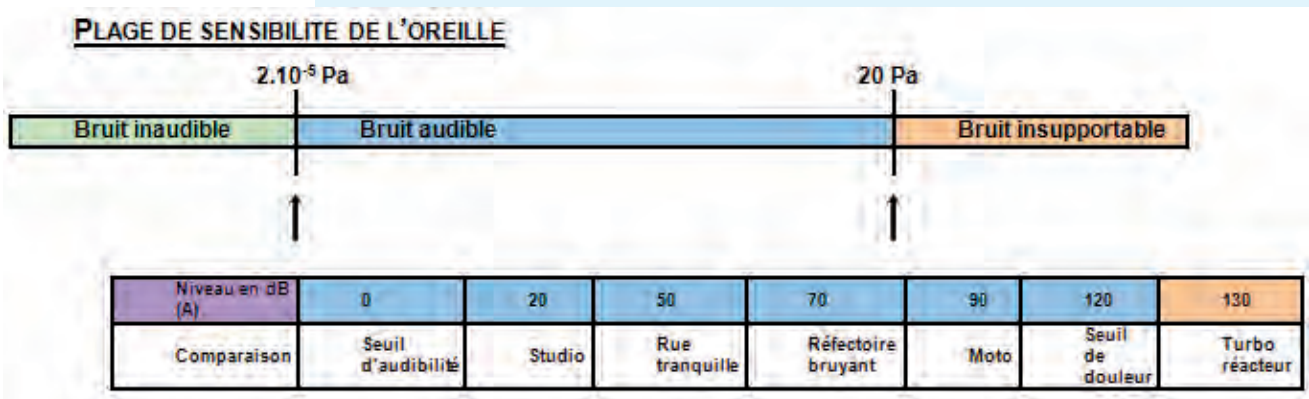 PLAGE DE SENSIBILITE DE L'OREILLE
2.10-5 Pa 20 Pa
Bruit inaudible Bruit audible Bruit insupportable
Niveau en dB (A) 0 20 50 70 90 120 130
Comparaison Seuil d'audibilité Studio Rue tranquille Réfectoire bruyant Moto Seuil de douleur Turbo réacteur